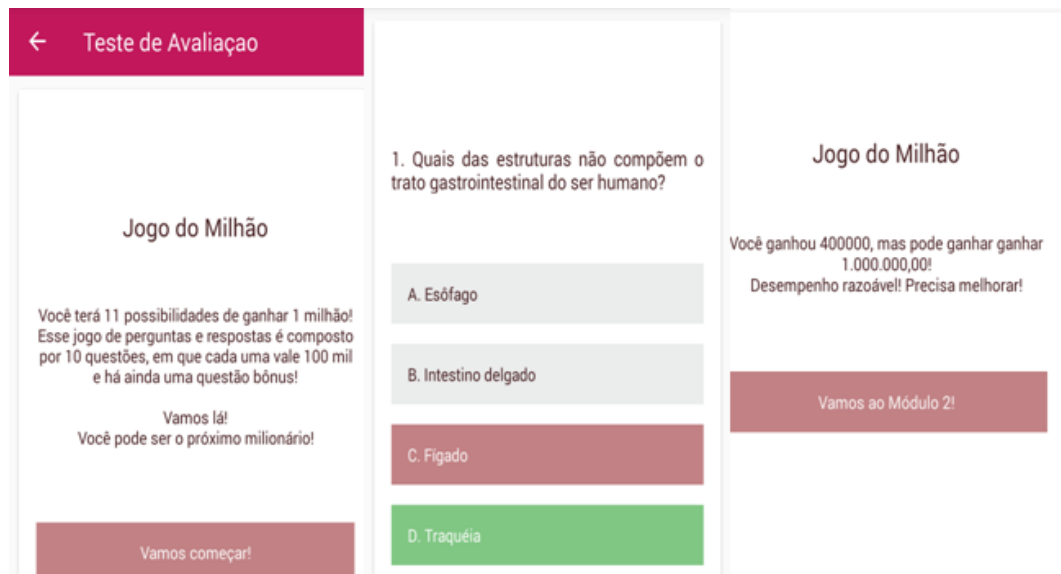 Teste de Avaliaçao
Jogo do Milhão
Você terá 11 possibilidades de ganhar 1 milhão!
Esse jogo de perguntas e respostas é composto
por 10 questões, em que cada uma vale 100 mil
e há ainda uma questão bônus!
Vamos lá!
Você pode ser o próximo milionário!
Vamos começar!
1. Quais das estruturas não compõem o
trato gastrointestinal do ser humano?
A. Esôfago
B. Intestino delgado
C. Fígado
D. Traquéia
Jogo do Milhão
Você ganhou 400000, mas pode ganhar ganhar
1.000.000,00!
Desempenho razoável! Precisa melhorar!
Vamos ao Módulo 2!